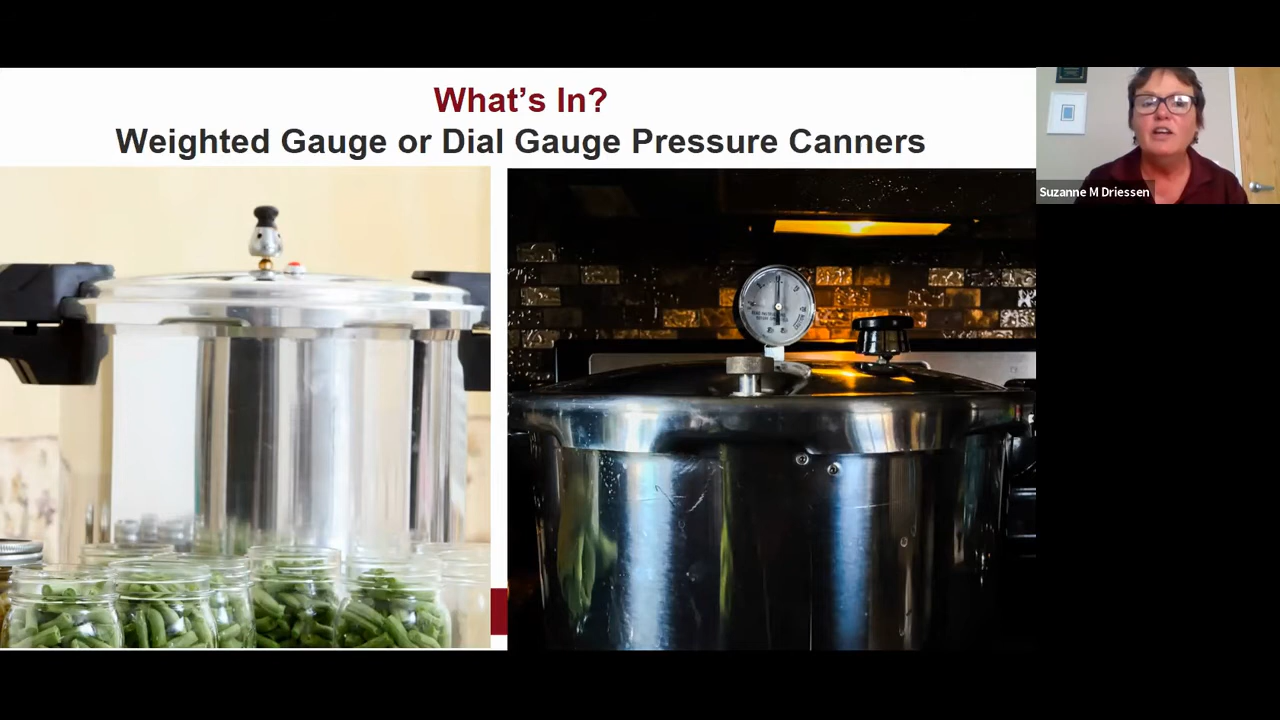 What's In?
Weighted Gauge or Dial Gauge Pressure Canners
Suzanne M Driessen